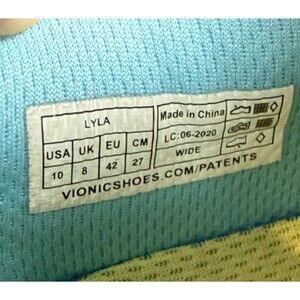 LYLA
USA UK EU CM
10 8 42 27
Made in China
LC:06-2020
WIDE
VIONICSHOES.COM/PATENTS